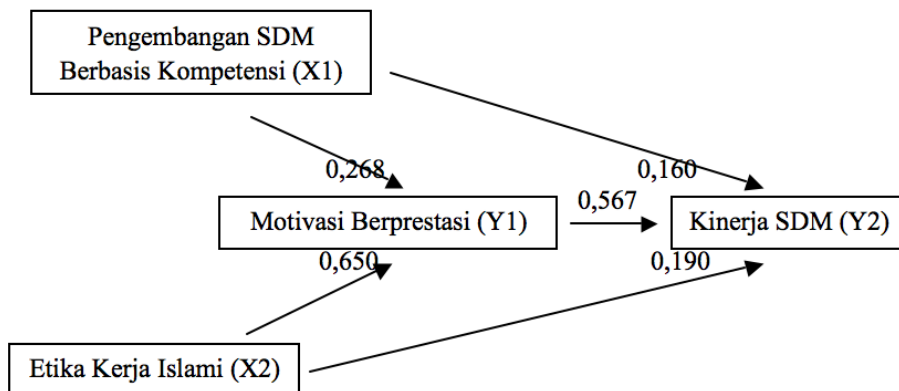 Pengembangan SDM
Berbasis Kompetensi (X1)
0,268
0,160
0,567
Motivasi Berprestasi (Y1)
Kinerja SDM (Y2)
0,650
0,190
Etika Kerja Islami (X2)